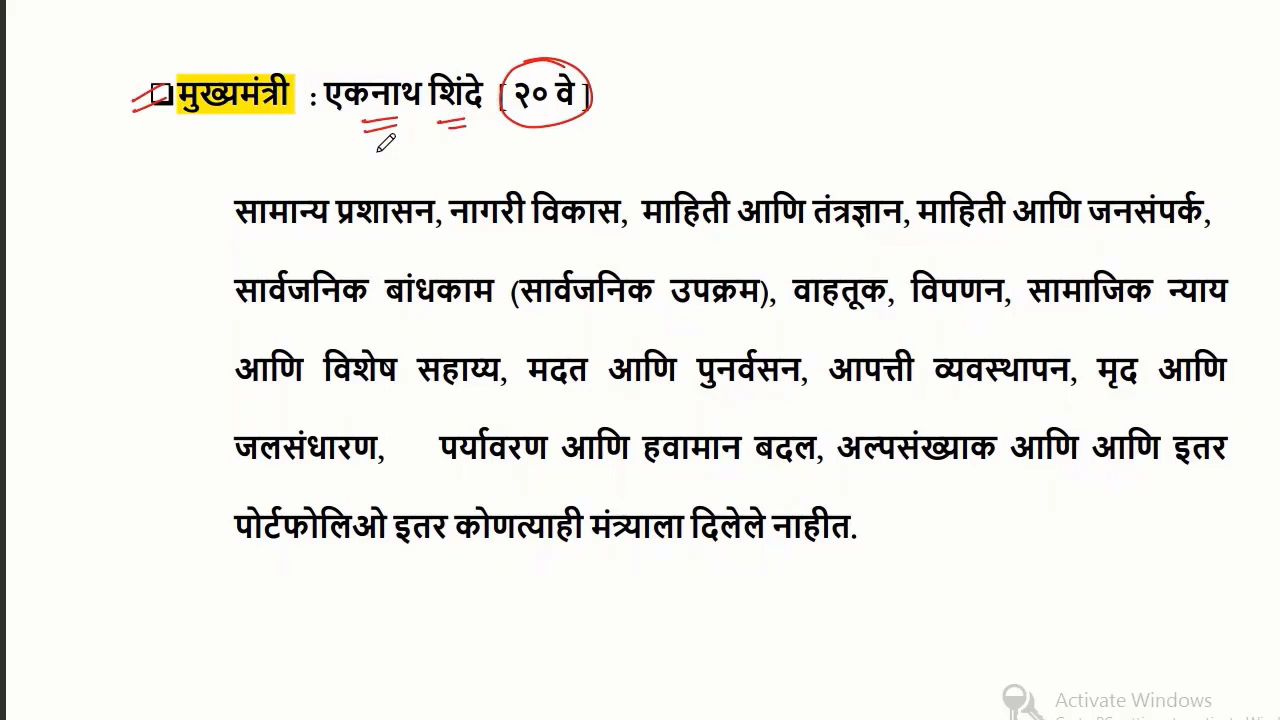 मुख्यमंत्री : एकनाथ शिंदे [ २० वे ]
सामान्य प्रशासन, नागरी विकास, माहिती आणि तंत्रज्ञान, माहिती आणि जनसंपर्क,
सार्वजनिक बांधकाम (सार्वजनिक उपक्रम), वाहतूक, विपणन, सामाजिक न्याय
आणि विशेष सहाय्य, मदत आणि पुनर्वसन, आपत्ती व्यवस्थापन, मृद आणि
जलसंधारण, पर्यावरण आणि हवामान बदल, अल्पसंख्याक आणि आणि इतर
पोर्टफोलिओ इतर कोणत्याही मंत्र्याला दिलेले नाहीत.
Activate Windows